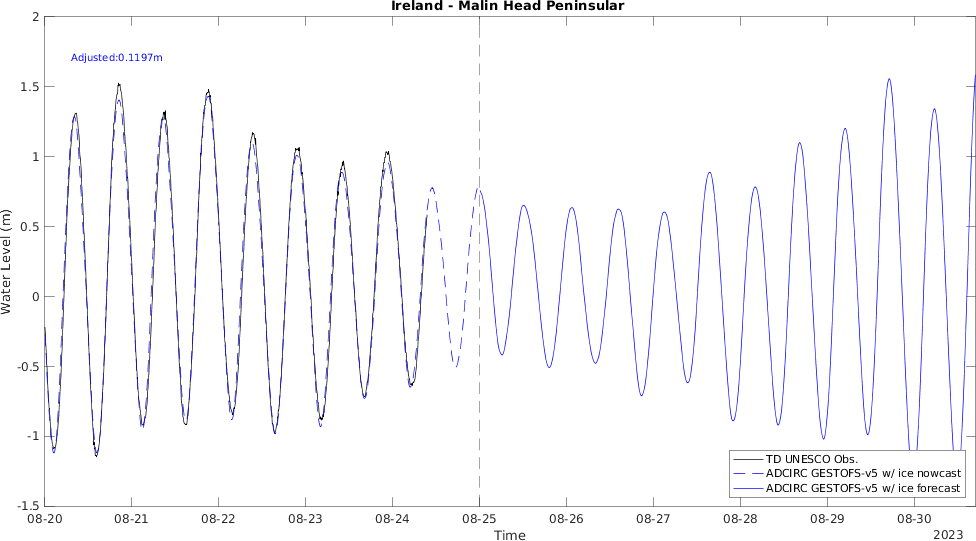 Ireland - Malin Head Peninsular
Adjusted:0.1197m
Water Level (m)
2
1.5
1
0.5
0
-0.5
-1
-1.5
08-20 08-21 08-22 08-23 08-24 08-25 08-26 08-27 08-28 08-29 08-30
Time
2023
TD UNESCO Obs.
ADCIRC GESTOFS-v5 w/ ice nowcast
ADCIRC GESTOFS-v5 w/ ice forecast